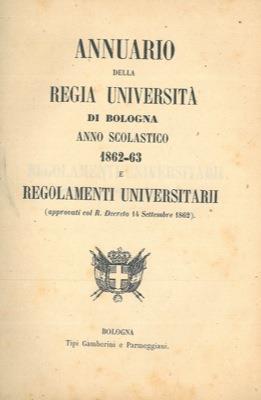 ANNUARIO
DELLA
REGIA UNIVERSITÀ
DI BOLOGNA
ANNO SCOLASTICO
1862-63
E
REGOLAMENTI UNIVERSITARII
(approvati col R. Decreto 14 Settembre 1862).
BOLOGNA
Tipi Gamberini e Parmeggiani.